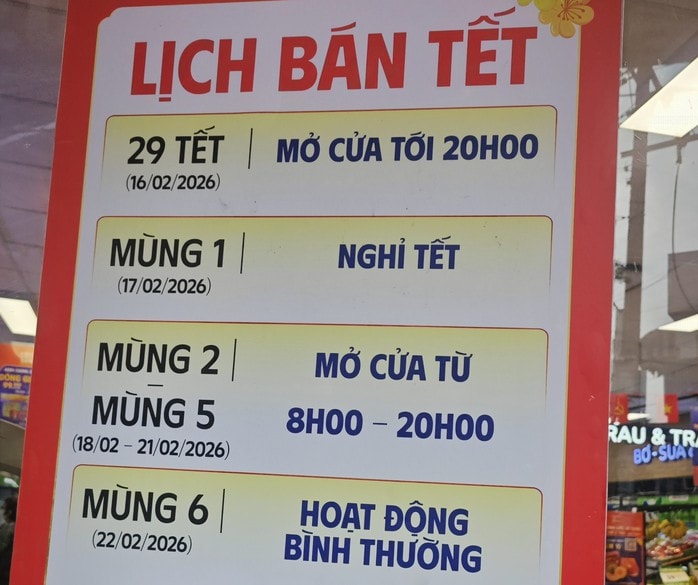 LỊCH BÁN TẾT
29 TẾT
(16/02/2026)
MỞ CỬA TỚI 20H00
MÙNG 1
(17/02/2026)
NGHỈ TẾT
MÙNG 2
–
MÙNG 5
(18/02 – 21/02/2026)
MỞ CỬA TỪ
8H00 – 20H00
MÙNG 6
(22/02/2026)
HOẠT ĐỘNG
BÌNH THƯỜNG
RAU & TRÁ
BƠ-SỮA